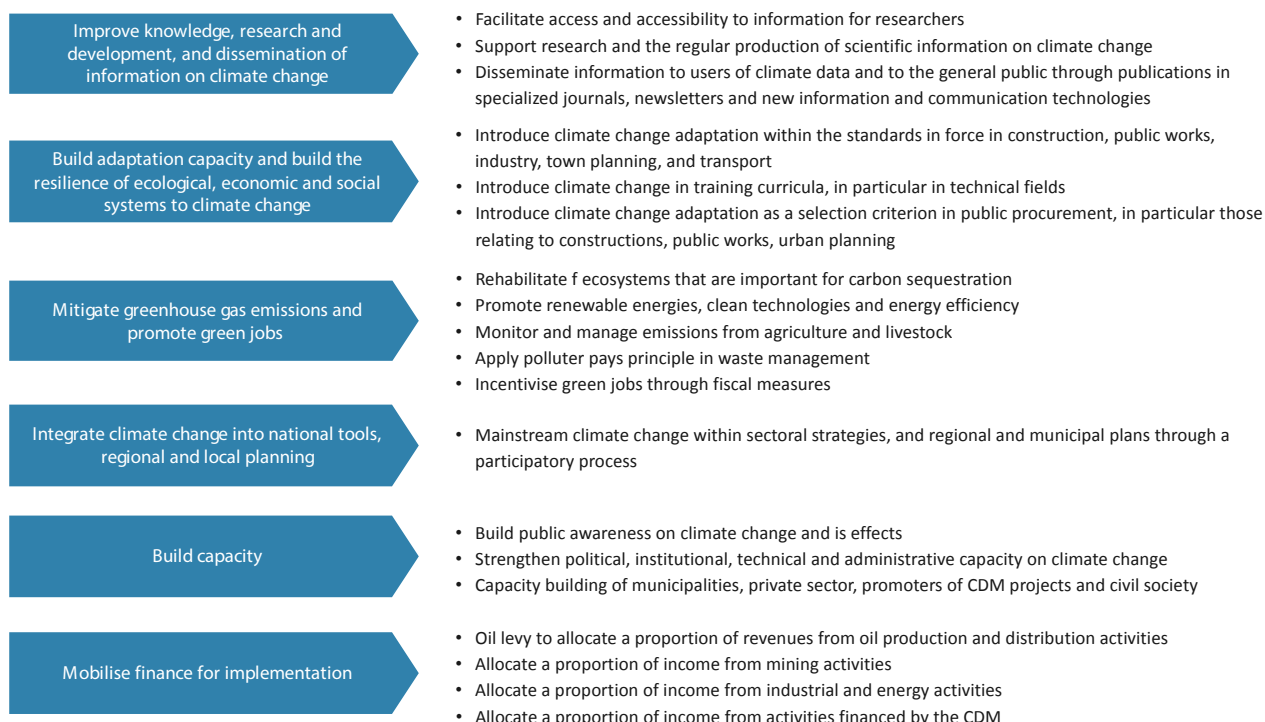 Improve knowledge, research and
development, and dissemination of
information on climate change
• Facilitate access and accessibility to information for researchers
• Support research and the regular production of scientific information on climate change
• Disseminate information to users of climate data and to the general public through publications in
specialized journals, newsletters and new information and communication technologies
Build adaptation capacity and build the
resilience of ecological, economic and social
systems to climate change
• Introduce climate change adaptation within the standards in force in construction, public works,
industry, town planning, and transport
• Introduce climate change in training curricula, in particular in technical fields
• Introduce climate change adaptation as a selection criterion in public procurement, in particular those
relating to constructions, public works, urban planning
Mitigate greenhouse gas emissions and
promote green jobs
• Rehabilitate f ecosystems that are important for carbon sequestration
• Promote renewable energies, clean technologies and energy efficiency
• Monitor and manage emissions from agriculture and livestock
• Apply polluter pays principle in waste management
• Incentivise green jobs through fiscal measures
Integrate climate change into national tools,
regional and local planning
• Mainstream climate change within sectoral strategies, and regional and municipal plans through a
participatory process
Build capacity
• Build public awareness on climate change and is effects
• Strengthen political, institutional, technical and administrative capacity on climate change
• Capacity building of municipalities, private sector, promoters of CDM projects and civil society
Mobilise finance for implementation
• Oil levy to allocate a proportion of revenues from oil production and distribution activities
• Allocate a proportion of income from mining activities
• Allocate a proportion of income from industrial and energy activities
• Allocate a proportion of income from activities financed by the CDM